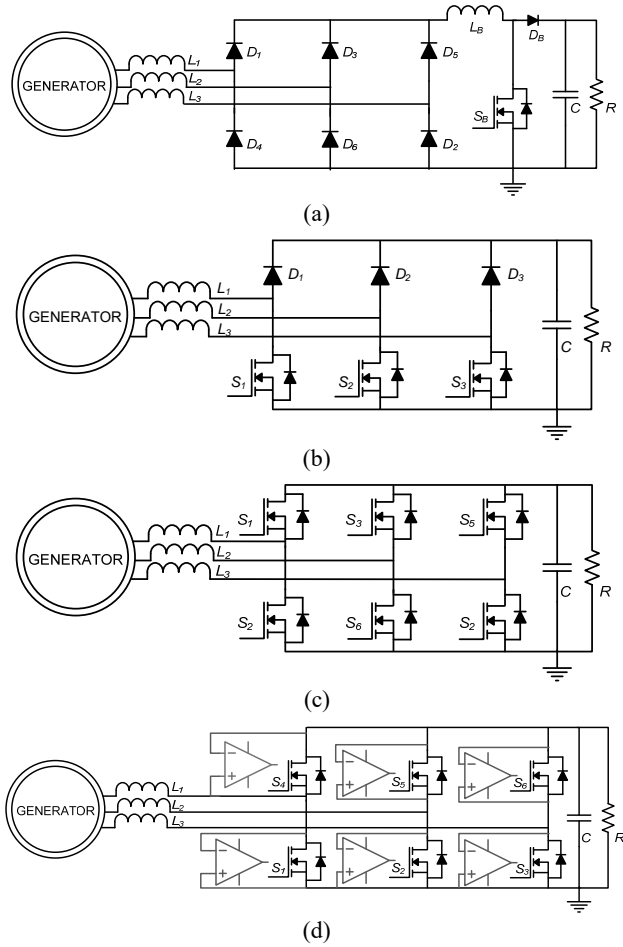 GENERATOR
L1
L2
L3
D1
D3
D5
D4
D6
D2
LB
DB
SB
C
R
(a)
GENERATOR
L1
L2
L3
D1
D2
D3
S1
S2
S3
C
R
(b)
GENERATOR
L1
L2
L3
S1
S3
S5
S2
S6
S2
C
R
(c)
GENERATOR
L1
L2
L3
- + S4
- + S5
- + S6
- + S1
- + S2
- + S3
C
R
(d)